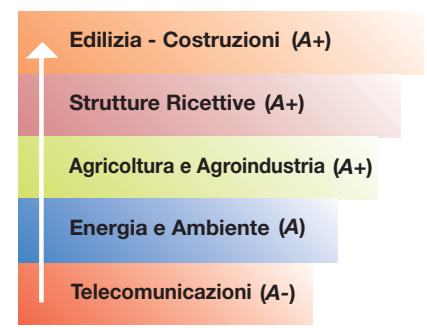 Edilizia - Costruzioni (A+)
Strutture Ricettive (A+)
Agricoltura e Agroindustria (A+)
Energia e Ambiente (A)
Telecomunicazioni (A-)